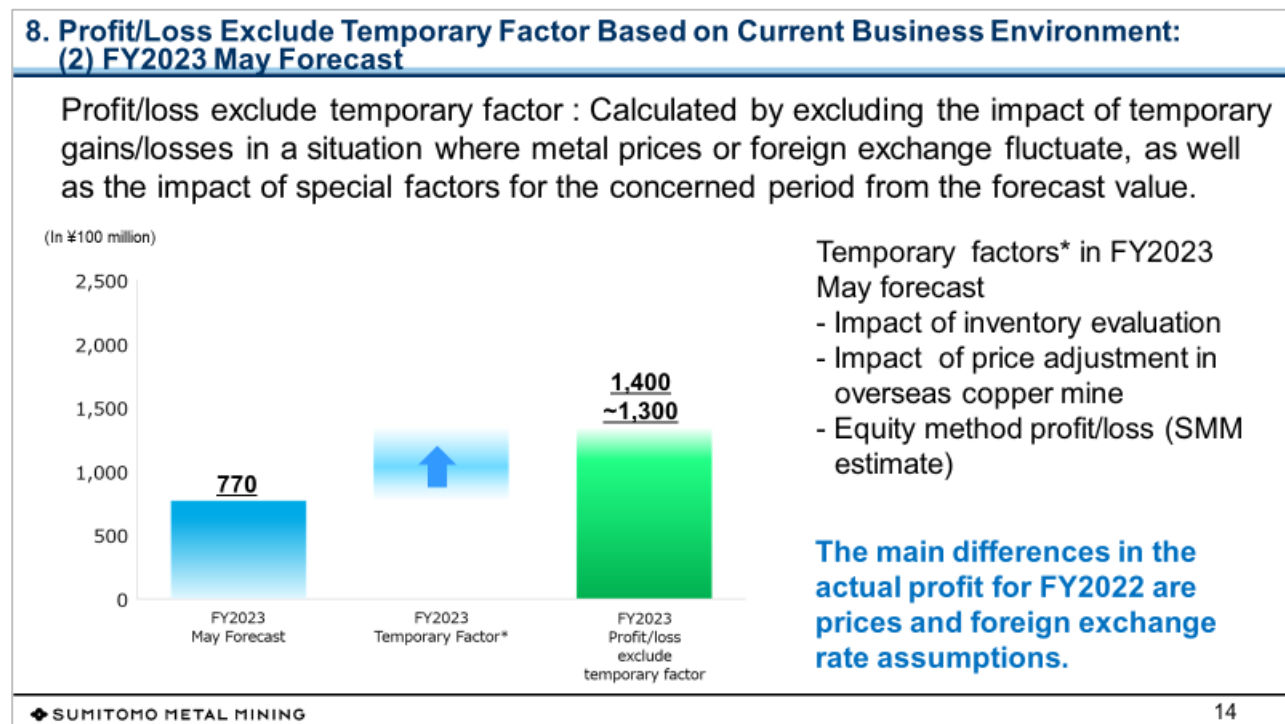 8. Profit/Loss Exclude Temporary Factor Based on Current Business Environment:
(2) FY2023 May Forecast
Profit/loss exclude temporary factor : Calculated by excluding the impact of temporary
gains/losses in a situation where metal prices or foreign exchange fluctuate, as well
as the impact of special factors for the concerned period from the forecast value.
(In ¥100 million)
2,500
2,000
1,500
1,000
500
0
770
1,400
~1,300
FY2023
May Forecast
FY2023
Temporary Factor*
FY2023
Profit/loss
exclude
temporary factor
Temporary factors* in FY2023
May forecast
- Impact of inventory evaluation
- Impact of price adjustment in
overseas copper mine
- Equity method profit/loss (SMM
estimate)
The main differences in the
actual profit for FY2022 are
prices and foreign exchange
rate assumptions.
SUMITOMO METAL MINING
14